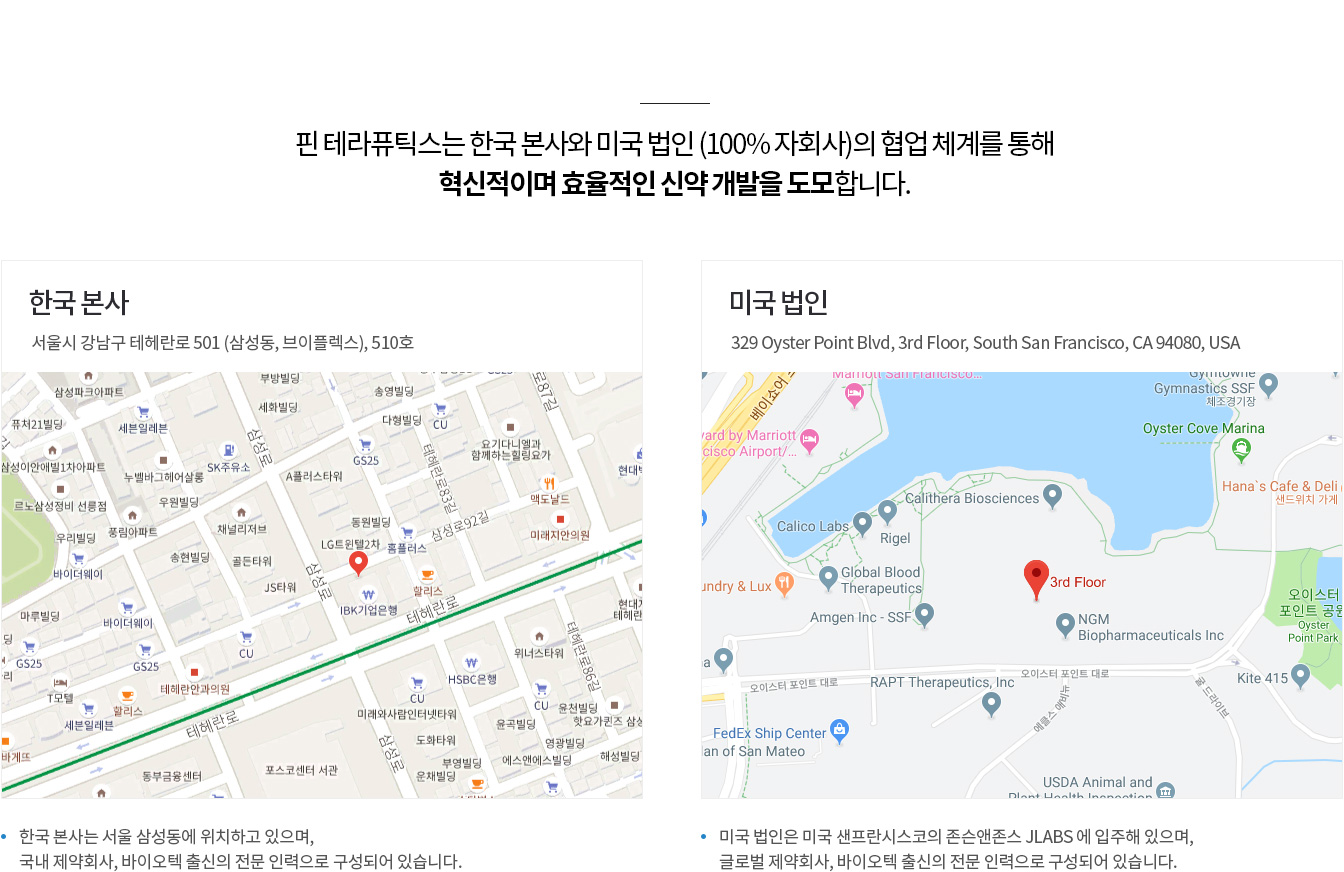 핀 테라퓨틱스는 한국 본사와 미국 법인 (100% 자회사)의 협업 체계를 통해
혁신적이며 효율적인 신약 개발을 도모합니다.
한국 본사
서울시 강남구 테헤란로 501 (삼성동, 브이플렉스), 510호
부방빌딩
삼성파크아파트
송영빌딩
테헤란로87길
세화빌딩
세븐일레븐
다형빌딩
CU
퓨처21빌딩
삼성로
요기다니엘과
함께하는힐링요가
GS25
SK주유소
삼성이안애빌1차아파트
누벨바그헤어살롱
A플러스타워
테헤란로83길
맥도날드
르노삼성정비 선릉점
우원빌딩
풍림아파트
채널리저브
동원빌딩
삼성로92길
미래지안의원
우리빌딩
LG트윈텔2차
홈플러스
송현빌딩
골든타워
바이더웨이
삼성로
JS타워
할리스
IBK기업은행
테헤란로
마루빌딩
바이더웨이
CU
위너스타워
테헤란로86길
GS25
GS25
HSBC은행
테헤란안과의원
T모텔
할리스
CU
CU
윤천빌딩
핫요가퀸즈
세븐일레븐
테헤란로
미래와사람인터넷타워
윤곡빌딩
삼성로
도화타워
영광빌딩
해성빌딩
부영빌딩
에스앤에스빌딩
동부금융센터
포스코센터 서관
운채빌딩
한국 본사는 서울 삼성동에 위치하고 있으며,
국내 제약회사, 바이오텍 출신의 전문 인력으로 구성되어 있습니다.
미국 법인
329 Oyster Point Blvd, 3rd Floor, South San Francisco, CA 94080, USA
Marriott San Francisco...
Gymtowne
Gymnastics SSF
체조경기장
베이쇼어
Oyster Cove Marina
yard by Marriott
cisco Airport/...
Hana`s Cafe & Deli
샌드위치 가게
Calithera Biosciences
Calico Labs
Rigel
Global Blood
Therapeutics
3rd Floor
undry & Lux
오이스터
포인트 공원
Oyster
Point Park
Amgen Inc - SSF
NGM
Biopharmaceuticals Inc
오이스터 포인트 대로
오이스터 포인트 대로
RAPT Therapeutics, Inc
Kite 415
에클스 애비뉴
굴 드라이브
FedEx Ship Center
an of San Mateo
USDA Animal and
Plant Health Inspection
미국 법인은 미국 샌프란시스코의 존슨앤존스 JLABS 에 입주해 있으며,
글로벌 제약회사, 바이오텍 출신의 전문 인력으로 구성되어 있습니다.